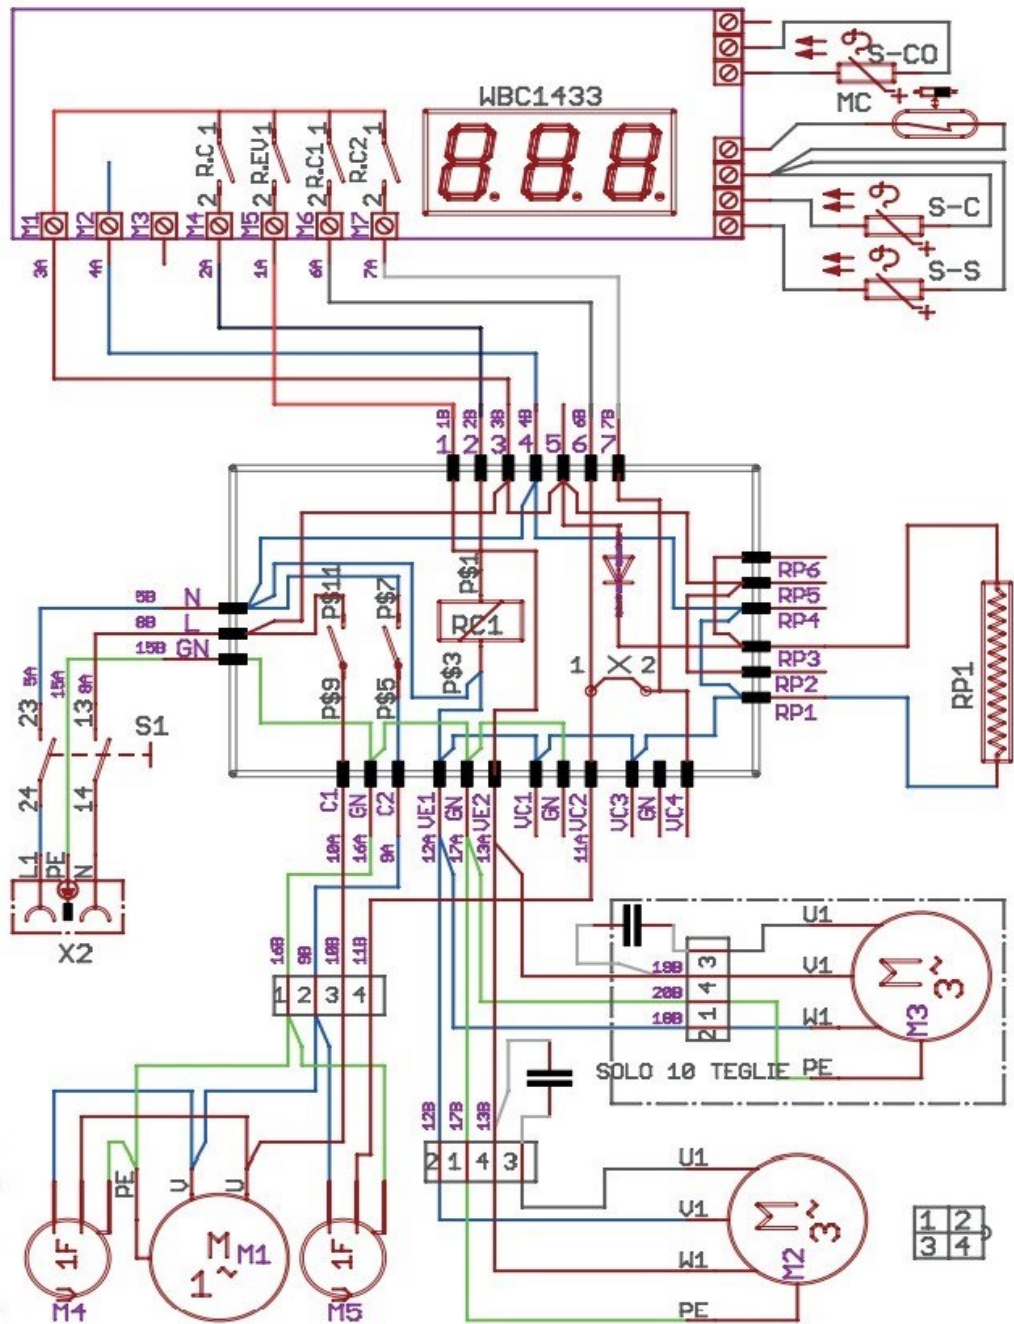 WBC1433
8.8.8.
S-CO
MC
S-C
S-S
R.C 1
2
R.EV1
2
R.C1 1
2
R.C2 1
2
M1
M2
M3
M4
M5
M6
M7
3A
4A
2A
1A
6A
7A
1B
2B
3B
4B
6B
7B
1
2
3
4
5
6
7
5B
N
8B
L
15B
GN
5A
15A
8A
23
13
S1
24
14
L1
PE
N
X2
P$11
P$7
P$1
RC1
P$3
P$9
P$5
1 X 2
RP6
RP5
RP4
RP3
RP2
RP1
RP1
C1
GN
C2
VE1
GN
VE2
VC1
GN
VC2
VC3
GN
VC4
10A
16A
9A
12A
17A
13A
11A
16B
9B
10B
11B
1 2 3 4
19B
20B
18B
3
4
1
2
U1
V1
W1
PE
M
3~
M3
SOLO 10 TEGLIE
12B
17B
13B
2 1 4 3
U1
V1
W1
PE
M
3~
M2
PE
V
U
1F
M4
M
1~
M1
1F
M5
1 2
3 4